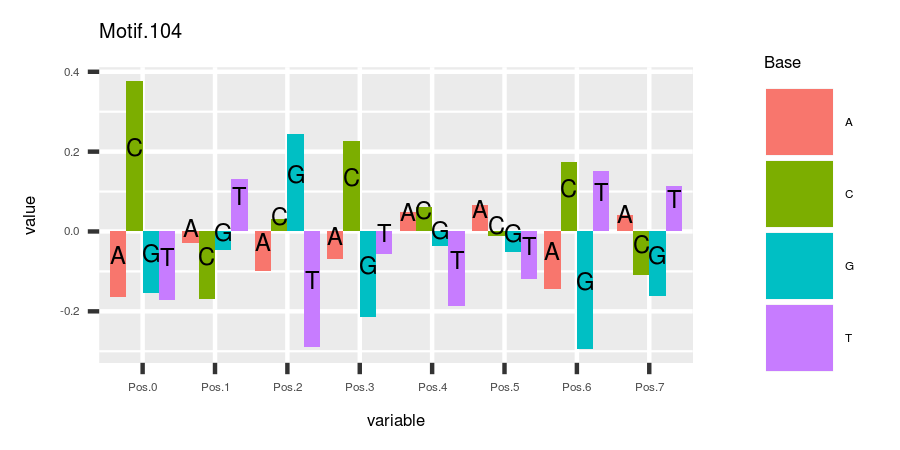 Motif.104
Base
0.4
0.2
0.0
-0.2
value
A C G T A C G T A C G T A C G T A C G T A C G T A C G T A C G T
Pos.0 Pos.1 Pos.2 Pos.3 Pos.4 Pos.5 Pos.6 Pos.7
variable
A
C
G
T